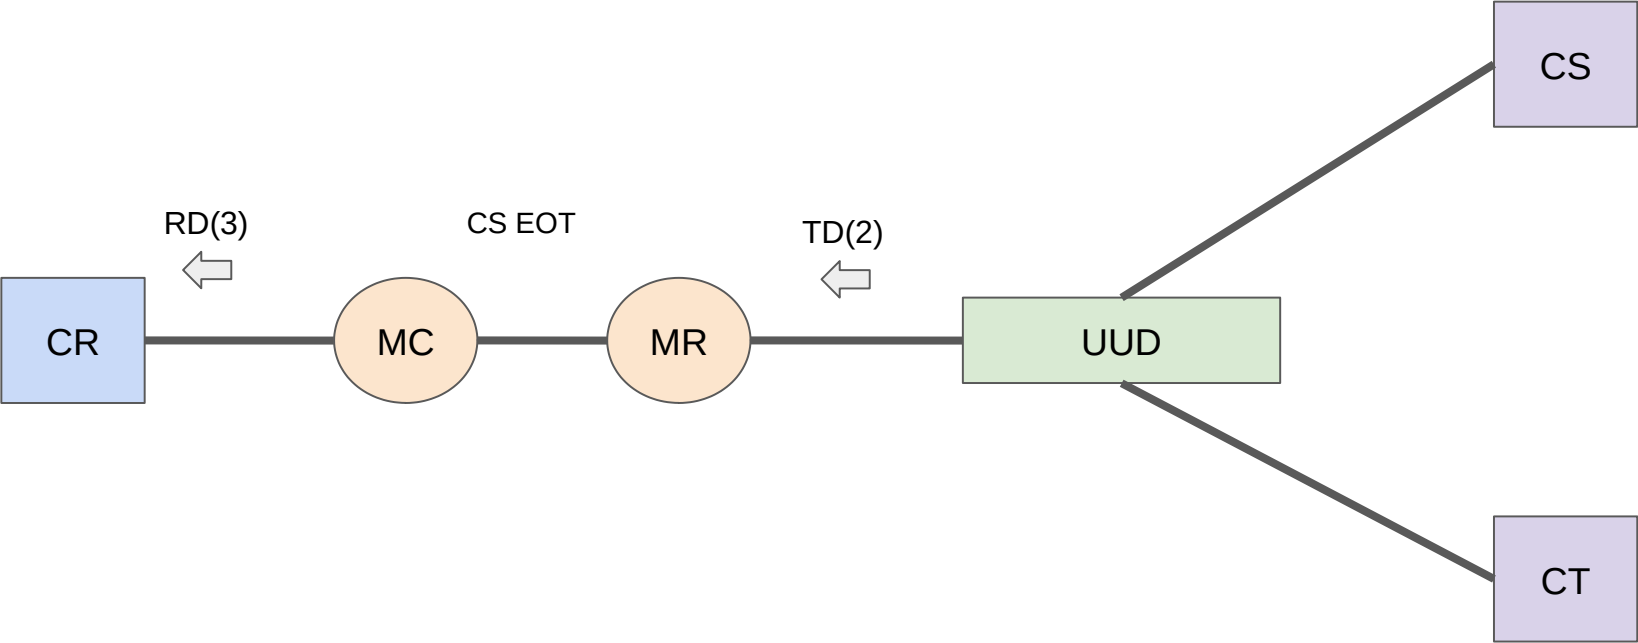 CS
RD(3)
CS EOT
TD(2)
CR
MC
MR
UUD
CT